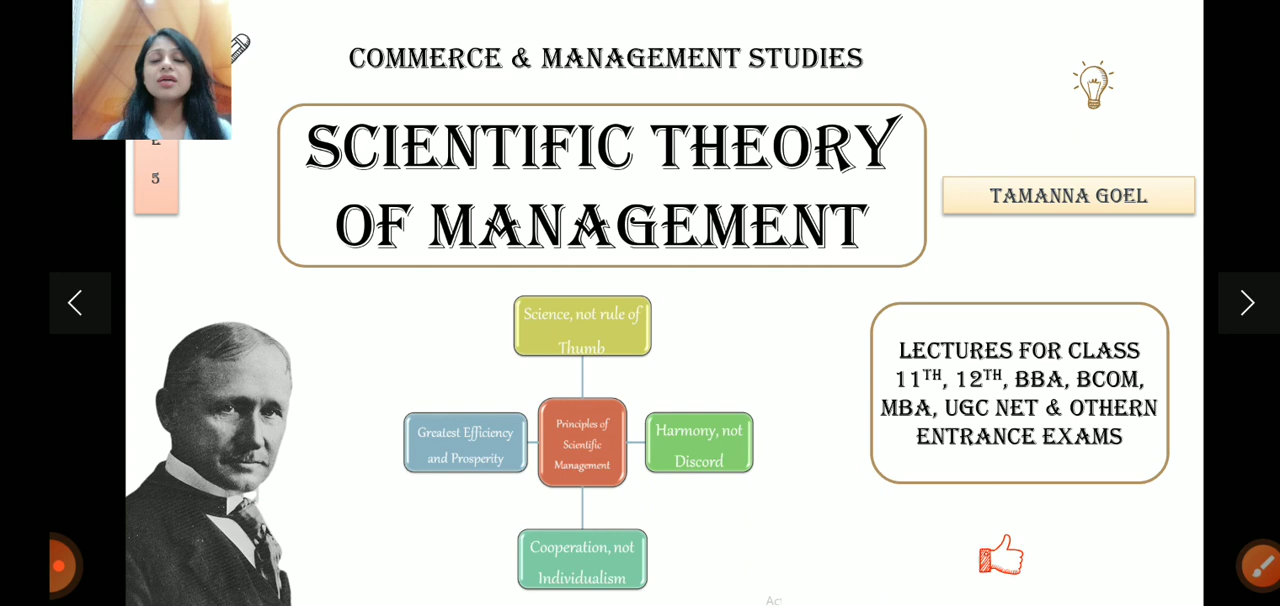 COMMERCE & MANAGEMENT STUDIES
SCIENTIFIC THEORY
OF MANAGEMENT
5
TAMANNA GOEL
Science, not rule of
Thumb
Greatest Efficiency
and Prosperity
Principles of
Scientific
Management
Harmony, not
Discord
Cooperation, not
Individualism
LECTURES FOR CLASS
11TH, 12TH, BBA, BCOM,
MBA, UGC NET & OTHERN
ENTRANCE EXAMS